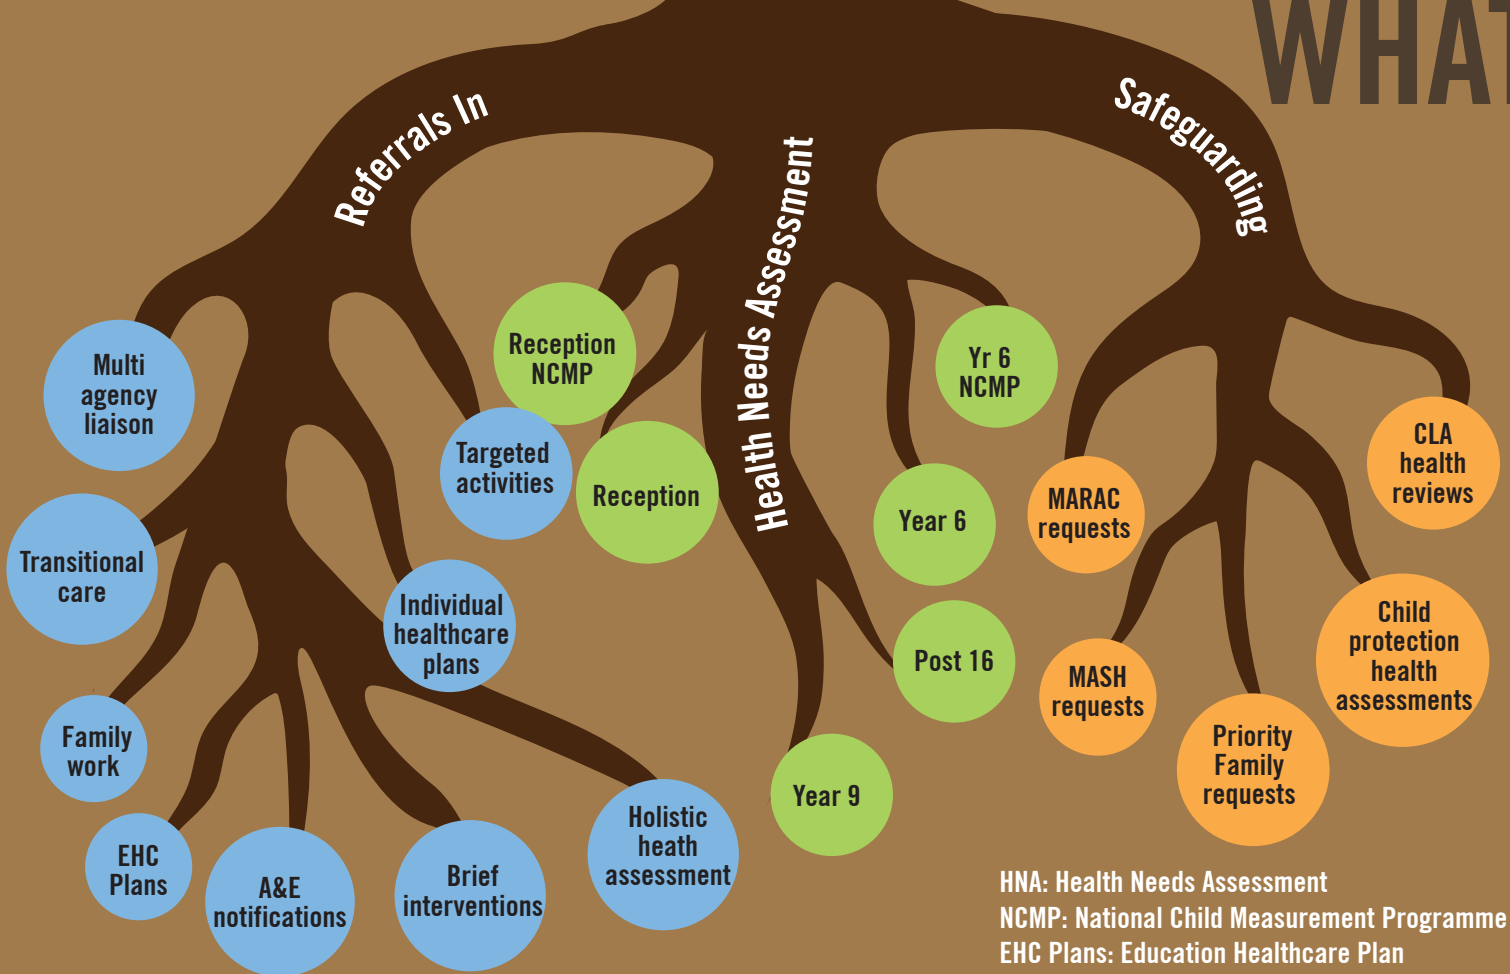 WHAT
Referrals In
Health Needs Assessment
Safeguarding
Multi
agency
liaison
Transitional
care
Family
work
EHC
Plans
A&E
notifications
Brief
interventions
Holistic
heath
assessment
Individual
healthcare
plans
Targeted
activities
Reception
NCMP
Reception
Yr 6
NCMP
Year 6
Post 16
Year 9
MARAC
requests
MASH
requests
Priority
Family
requests
Child
protection
health
assessments
CLA
health
reviews
HNA: Health Needs Assessment
NCMP: National Child Measurement Programme
EHC Plans: Education Healthcare Plan